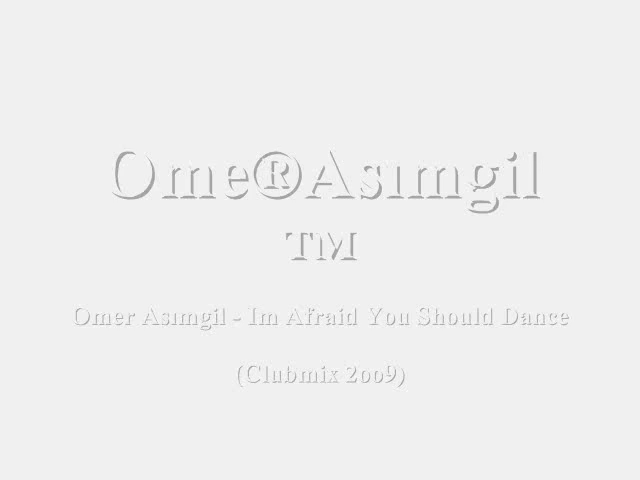 Ome®Asımgil
TM
Omer Asımgil - Im Afraid You Should Dance
(Clubmix 2oo9)